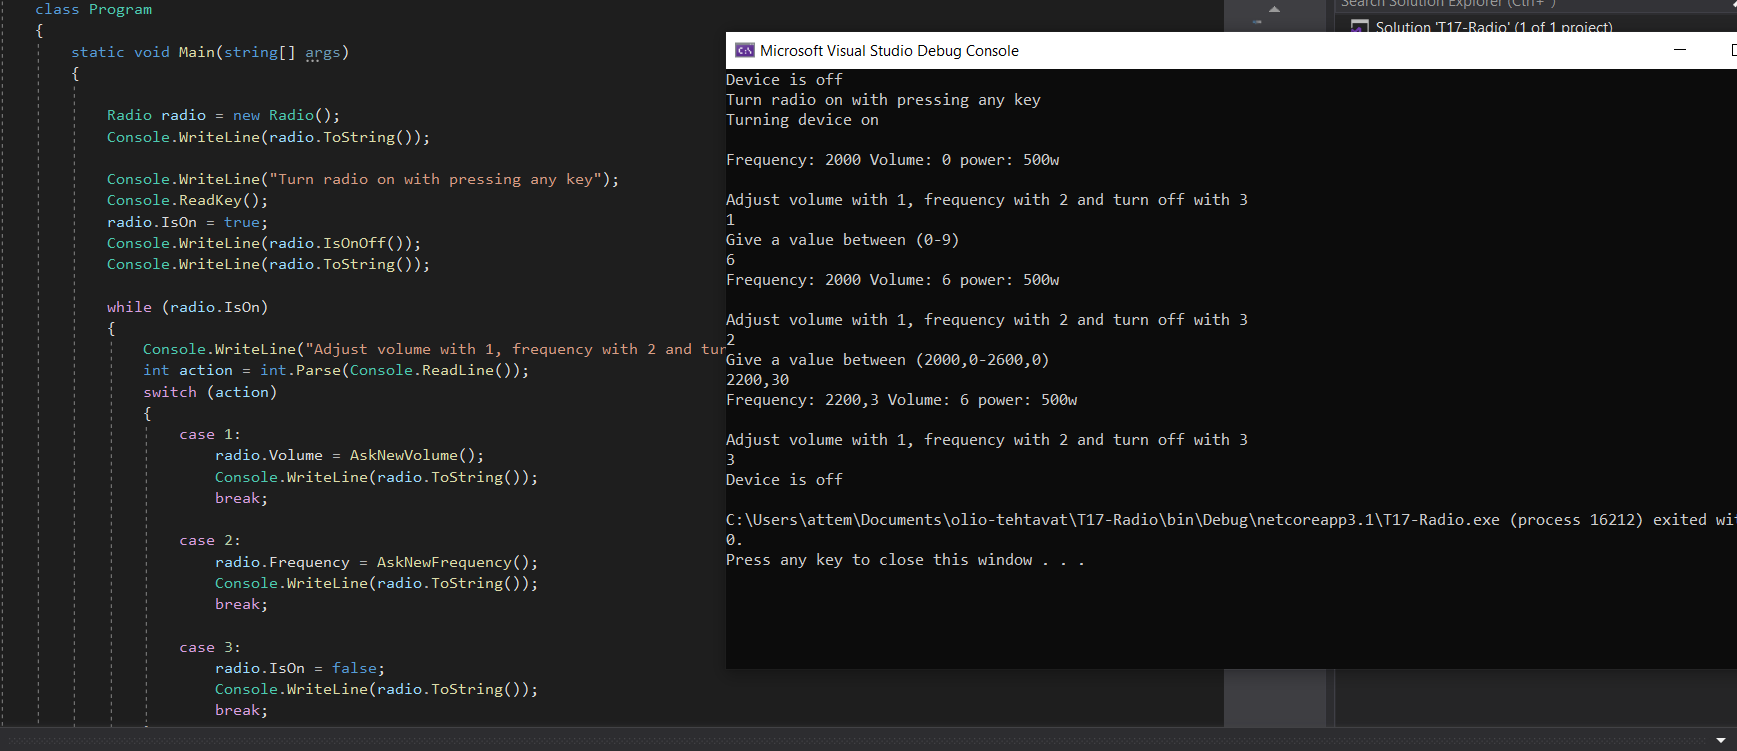 class Program
{
static void Main(string[] args)
{
Radio radio = new Radio();
Console.WriteLine(radio.ToString());
Console.WriteLine("Turn radio on with pressing any key");
Console.ReadKey();
radio.IsOn = true;
Console.WriteLine(radio.IsOnOff());
Console.WriteLine(radio.ToString());
while (radio.IsOn)
{
Console.WriteLine("Adjust volume with 1, frequency with 2 and tur
int action = int.Parse(Console.ReadLine());
switch (action)
{
case 1:
radio.Volume = AskNewVolume();
Console.WriteLine(radio.ToString());
break;
case 2:
radio.Frequency = AskNewFrequency();
Console.WriteLine(radio.ToString());
break;
case 3:
radio.IsOn = false;
Console.WriteLine(radio.ToString());
break;
Search Solution Explorer (Ctrl+
Solution 'T17-Radio' (1 of 1 project)
Microsoft Visual Studio Debug Console
Device is off
Turn radio on with pressing any key
Turning device on
Frequency: 2000 Volume: 0 power: 500w
Adjust volume with 1, frequency with 2 and turn off with 3
1
Give a value between (0-9)
6
Frequency: 2000 Volume: 6 power: 500w
Adjust volume with 1, frequency with 2 and turn off with 3
2
Give a value between (2000,0-2600,0)
2200,30
Frequency: 2200,3 Volume: 6 power: 500w
Adjust volume with 1, frequency with 2 and turn off with 3
3
Device is off
C:\Users\attem\Documents\olio-tehtavat\T17-Radio\bin\Debug\netcoreapp3.1\T17-Radio.exe (process 16212) exited wi
0.
Press any key to close this window . . .